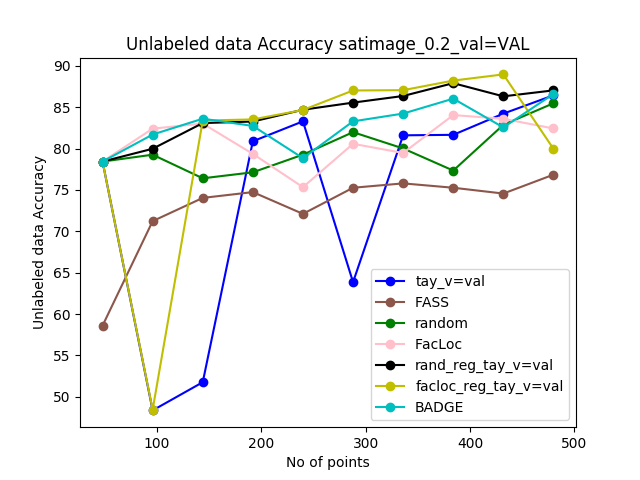 Unlabeled data Accuracy satimage_0.2_val=VAL
90
85
80
75
70
65
60
55
50
Unlabeled data Accuracy
100
200
300
400
500
No of points
tay_v=val
FASS
random
FacLoc
rand_reg_tay_v=val
facloc_reg_tay_v=val
BADGE